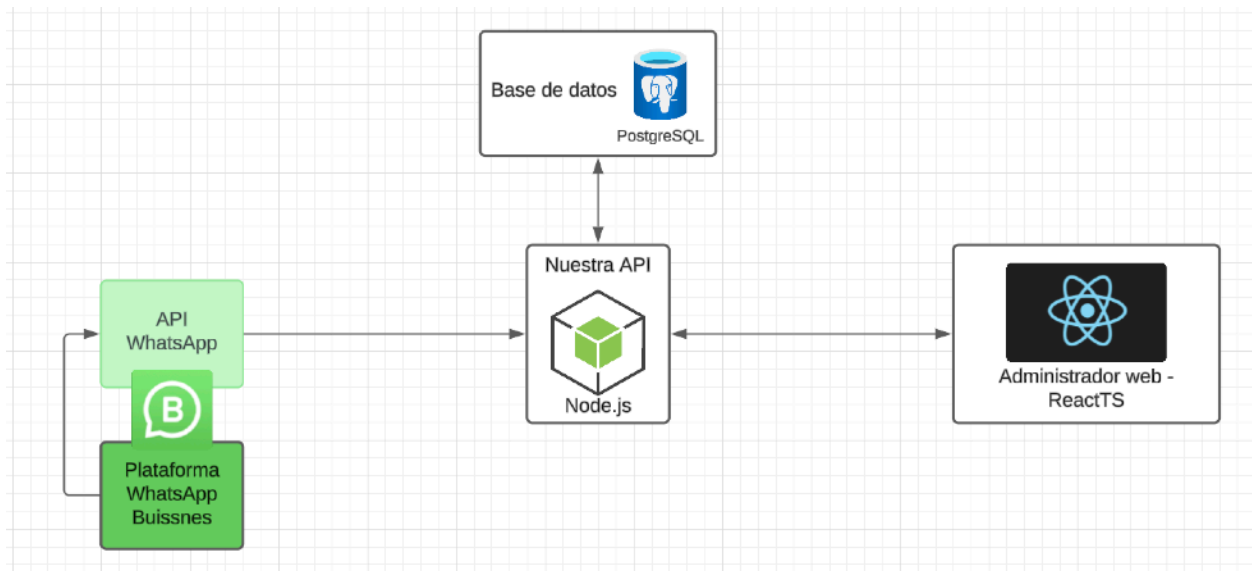 Base de datos
PostgreSQL
Nuestra API
Node.js
API
WhatsApp
B
Plataforma
WhatsApp
Buissnes
Administrador web -
ReactTS